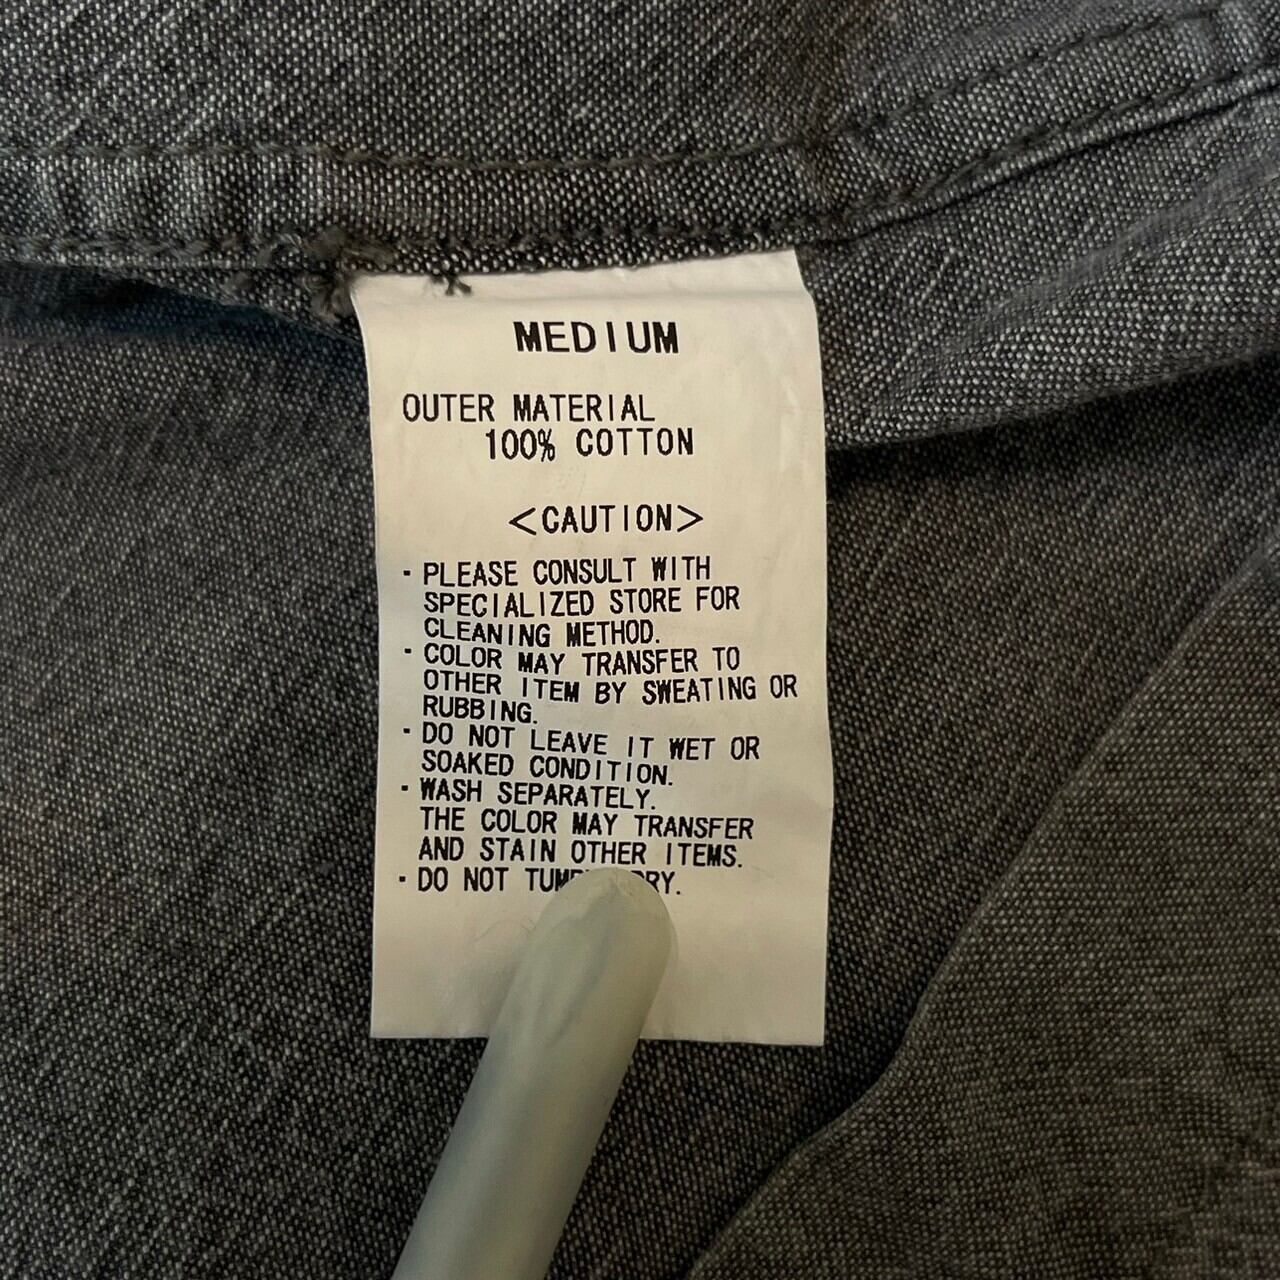 MEDIUM
OUTER MATERIAL
100% COTTON
<CAUTION>
・PLEASE CONSULT WITH
SPECIALIZED STORE FOR
CLEANING METHOD.
・COLOR MAY TRANSFER TO
OTHER ITEM BY SWEATING OR
RUBBING.
・DO NOT LEAVE IT WET OR
SOAKED CONDITION.
・WASH SEPARATELY.
THE COLOR MAY TRANSFER
AND STAIN OTHER ITEMS.
・DO NOT